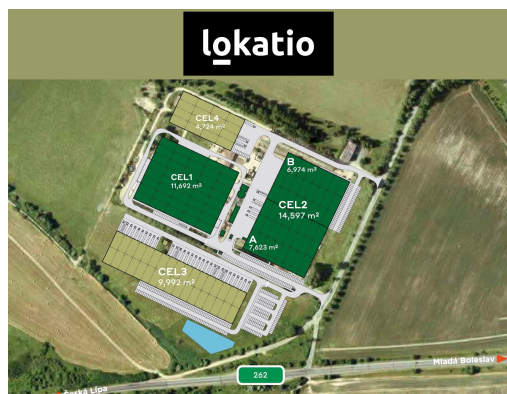 lokatio
CEL4
4,724 m²
CEL1
11,692 m²
B
6,974 m²
CEL2
14,597 m²
A
7,623 m²
CEL3
9,992 m²
262
Mladá Boleslav
Česká Lípa